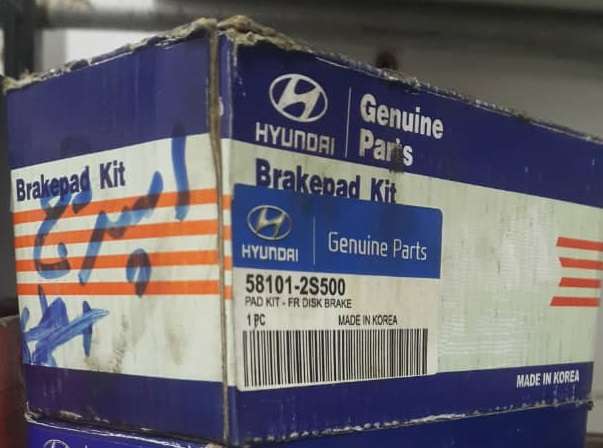 Brakepad Kit
اسپرتج
HYUNDAI
Genuine
Parts
Brakepad Kit
HYUNDAI
Genuine Parts
58101-2S500
PAD KIT - FR DISK BRAKE
1 PC MADE IN KOREA
MADE IN KOREA